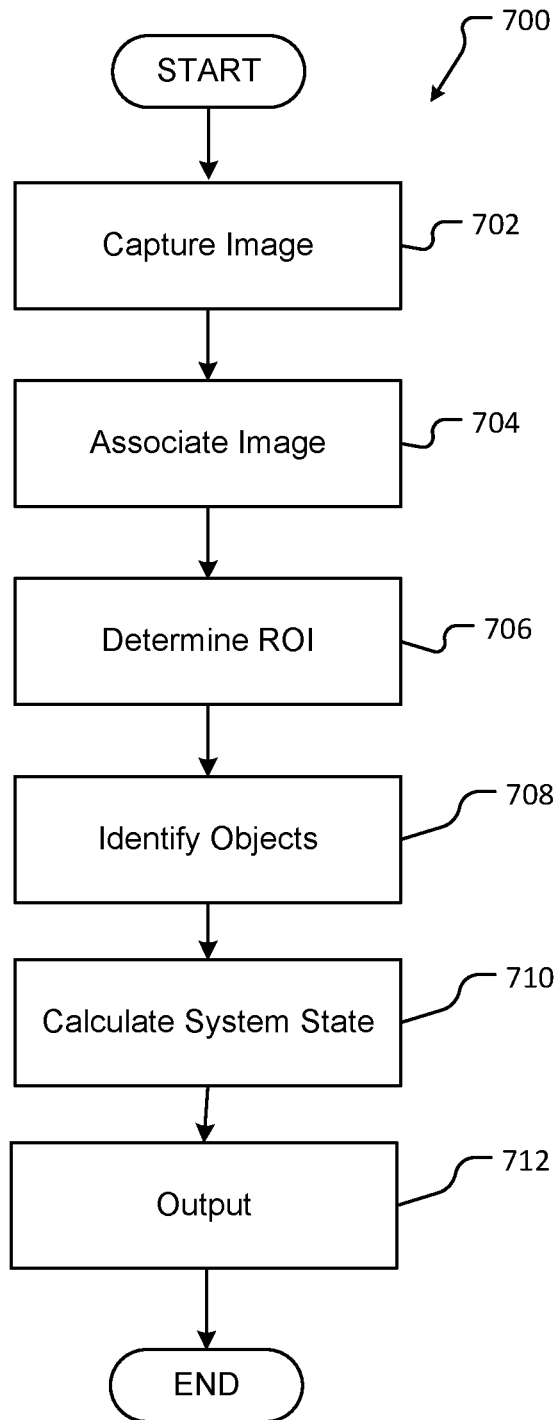 700
START
Capture Image
702
Associate Image
704
Determine ROI
706
Identify Objects
708
Calculate System State
710
Output
712
END